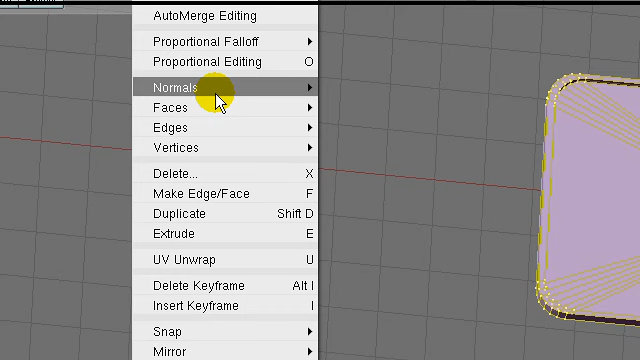 AutoMerge Editing
Proportional Falloff
Proportional Editing O
Normals
Faces
Edges
Vertices
Delete... X
Make Edge/Face F
Duplicate Shift D
Extrude E
UV Unwrap U
Delete Keyframe Alt I
Insert Keyframe I
Snap
Mirror